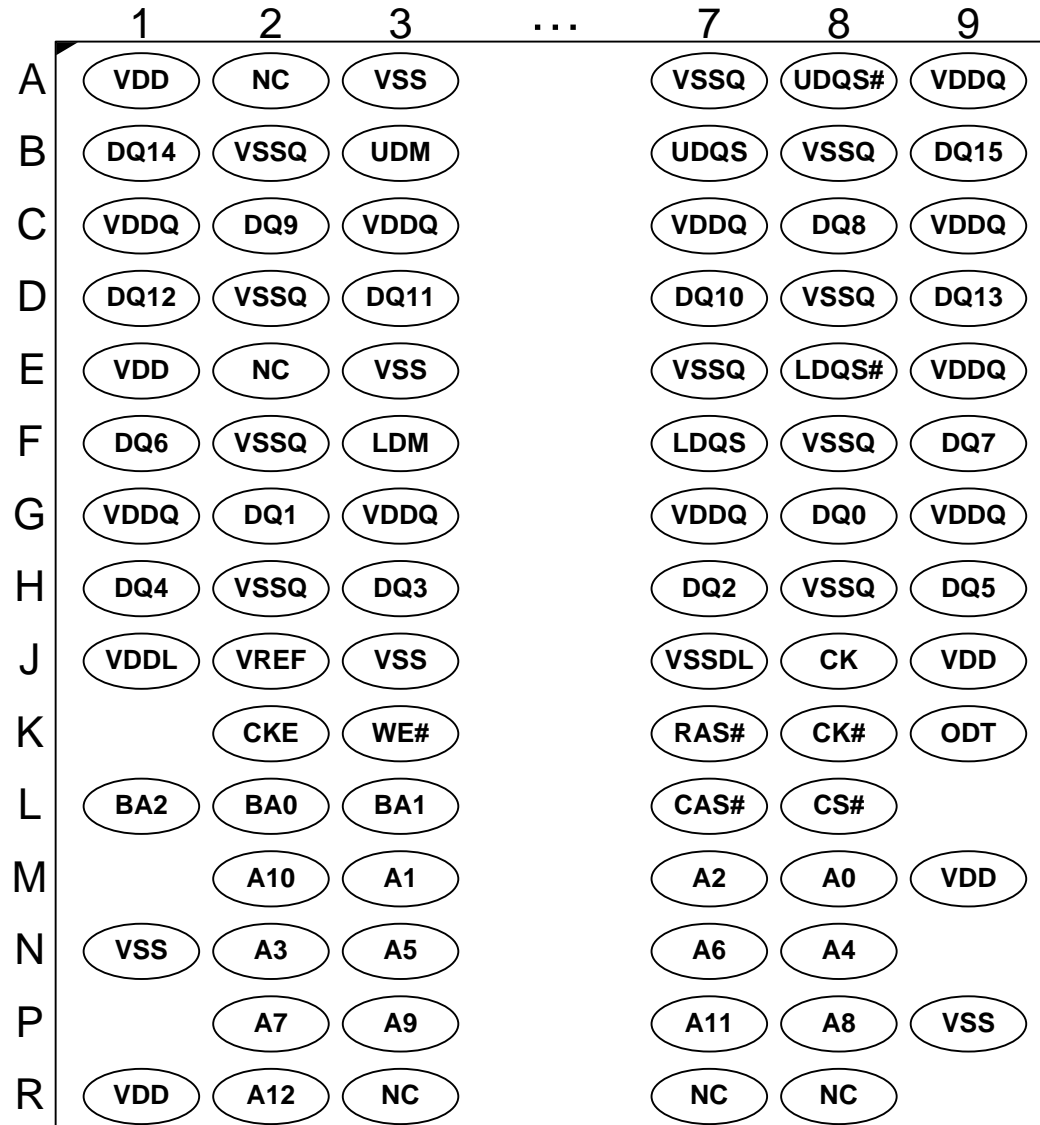 1 2 3 ... 7 8 9
A VDD NC VSS VSSQ UDQS# VDDQ
B DQ14 VSSQ UDM UDQS VSSQ DQ15
C VDDQ DQ9 VDDQ VDDQ DQ8 VDDQ
D DQ12 VSSQ DQ11 DQ10 VSSQ DQ13
E VDD NC VSS VSSQ LDQS# VDDQ
F DQ6 VSSQ LDM LDQS VSSQ DQ7
G VDDQ DQ1 VDDQ VDDQ DQ0 VDDQ
H DQ4 VSSQ DQ3 DQ2 VSSQ DQ5
J VDDL VREF VSS VSSDL CK VDD
K CKE WE# RAS# CK# ODT
L BA2 BA0 BA1 CAS# CS#
M A10 A1 A2 A0 VDD
N VSS A3 A5 A6 A4
P A7 A9 A11 A8 VSS
R VDD A12 NC NC NC